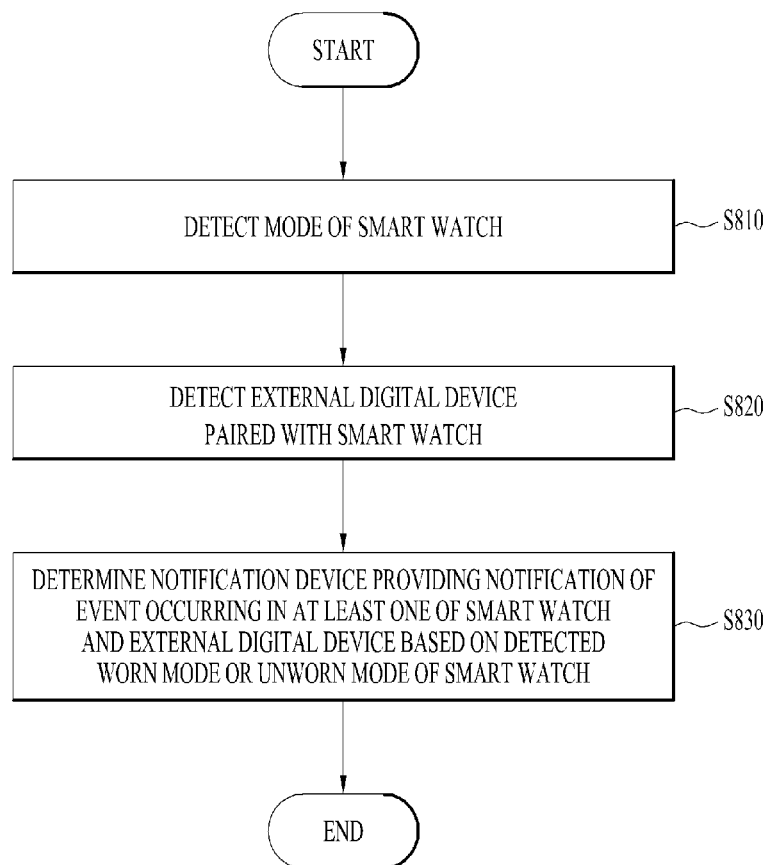 START
DETECT MODE OF SMART WATCH
S810
DETECT EXTERNAL DIGITAL DEVICE
PAIRED WITH SMART WATCH
S820
DETERMINE NOTIFICATION DEVICE PROVIDING NOTIFICATION OF
EVENT OCCURRING IN AT LEAST ONE OF SMART WATCH
AND EXTERNAL DIGITAL DEVICE BASED ON DETECTED
WORN MODE OR UNWORN MODE OF SMART WATCH
S830
END